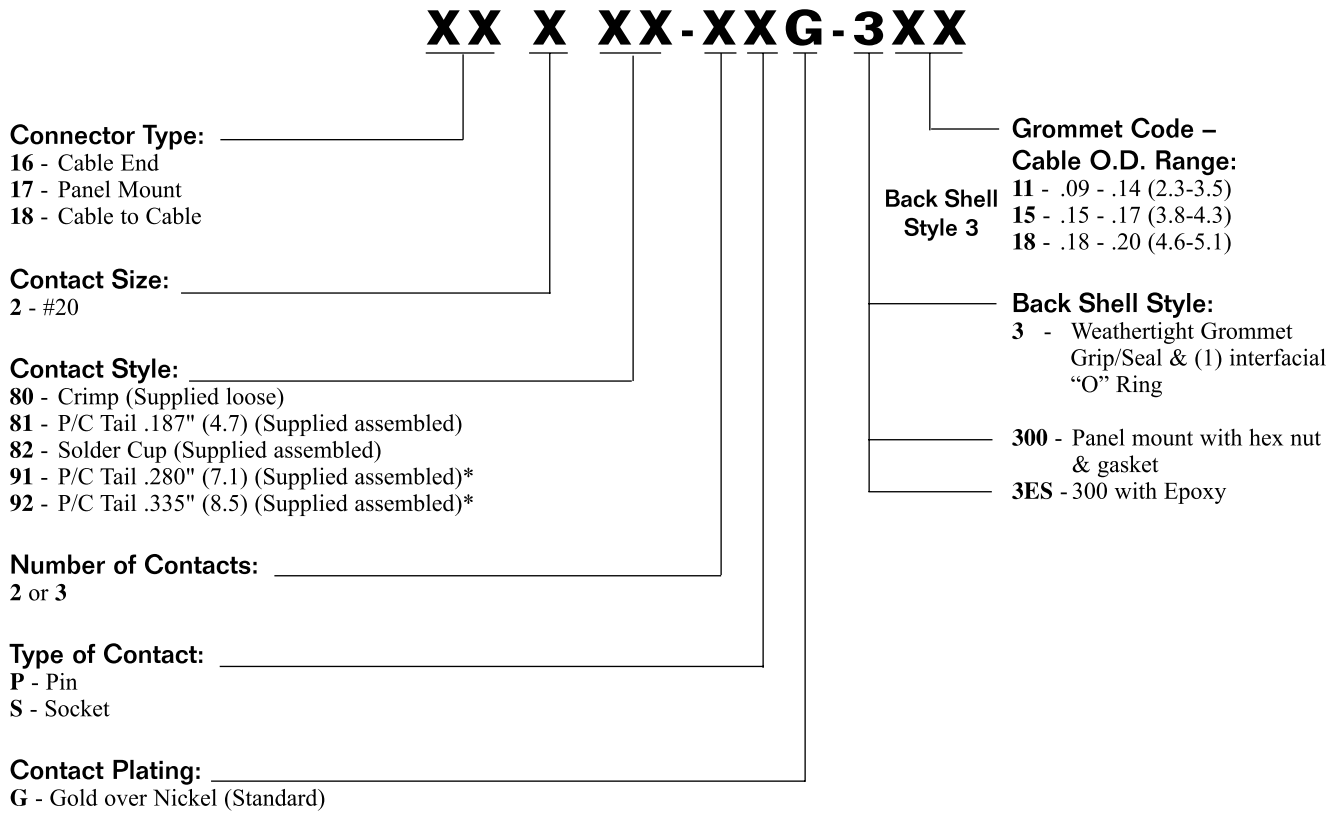 XX X XX-XXG-3XX
Connector Type:
16 - Cable End
17 - Panel Mount
18 - Cable to Cable
Contact Size:
2 - #20
Contact Style:
80 - Crimp (Supplied loose)
81 - P/C Tail .187" (4.7) (Supplied assembled)
82 - Solder Cup (Supplied assembled)
91 - P/C Tail .280" (7.1) (Supplied assembled)*
92 - P/C Tail .335" (8.5) (Supplied assembled)*
Number of Contacts:
2 or 3
Type of Contact:
P - Pin
S - Socket
Contact Plating:
G - Gold over Nickel (Standard)
Back Shell
Style 3
Grommet Code –
Cable O.D. Range:
11 - .09 - .14 (2.3-3.5)
15 - .15 - .17 (3.8-4.3)
18 - .18 - .20 (4.6-5.1)
Back Shell Style:
3 - Weathertight Grommet
Grip/Seal & (1) interfacial
“O” Ring
300 - Panel mount with hex nut
& gasket
3ES - 300 with Epoxy